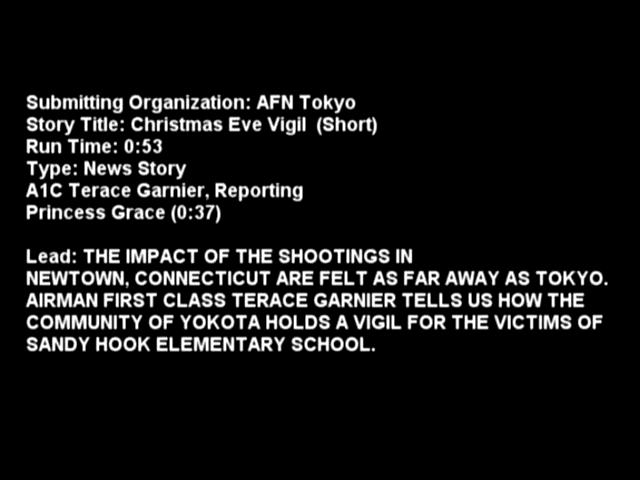 Submitting Organization: AFN Tokyo
Story Title: Christmas Eve Vigil  (Short)
Run Time: 0:53
Type: News Story
A1C Terace Garnier, Reporting
Princess Grace (0:37)
Lead: THE IMPACT OF THE SHOOTINGS IN
NEWTOWN, CONNECTICUT ARE FELT AS FAR AWAY AS TOKYO.
AIRMAN FIRST CLASS TERACE GARNIER TELLS US HOW THE
COMMUNITY OF YOKOTA HOLDS A VIGIL FOR THE VICTIMS OF
SANDY HOOK ELEMENTARY SCHOOL.